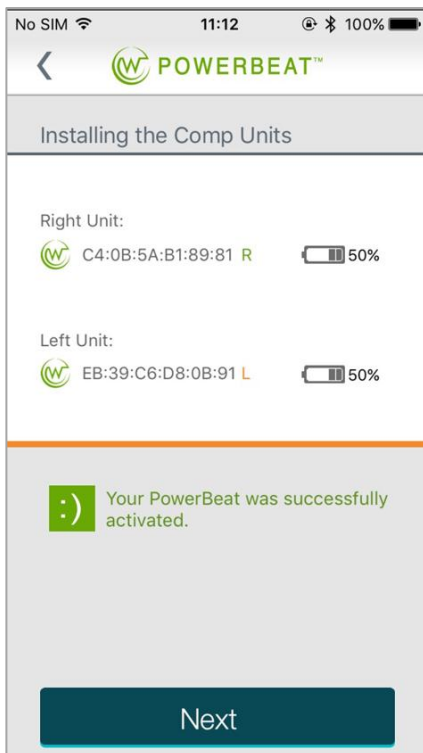 No SIM 11:12 100%
POWERBEAT™
Installing the Comp Units
Right Unit:
C4:0B:5A:B1:89:81 R 50%
Left Unit:
EB:39:C6:D8:0B:91 L 50%
:) Your PowerBeat was successfully
activated.
Next